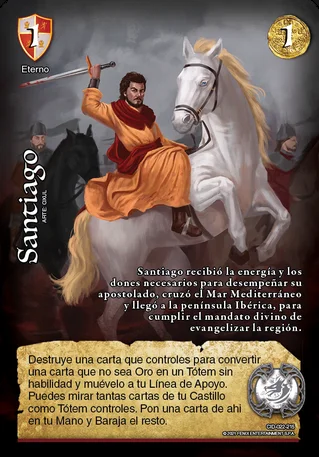 1
1
Eterno
Santiago
ARTE: OXUL
Santiago recibió la energía y los
dones necesarios para desempeñar su
apostolado, cruzó el Mar Mediterráneo
y llegó a la península Ibérica, para
cumplir el mandato divino de
evangelizar la región.
Destruye una carta que controles para convertir
una carta que no sea Oro en un Tótem sin
habilidad y muévelo a tu Línea de Apoyo.
Puedes mirar tantas cartas de tu Castillo
como Tótem controles. Pon una carta de ahí
en tu Mano y Baraja el resto.
CID-022-216
© 2021 FENIX ENTERTAINMENT S.P.A.